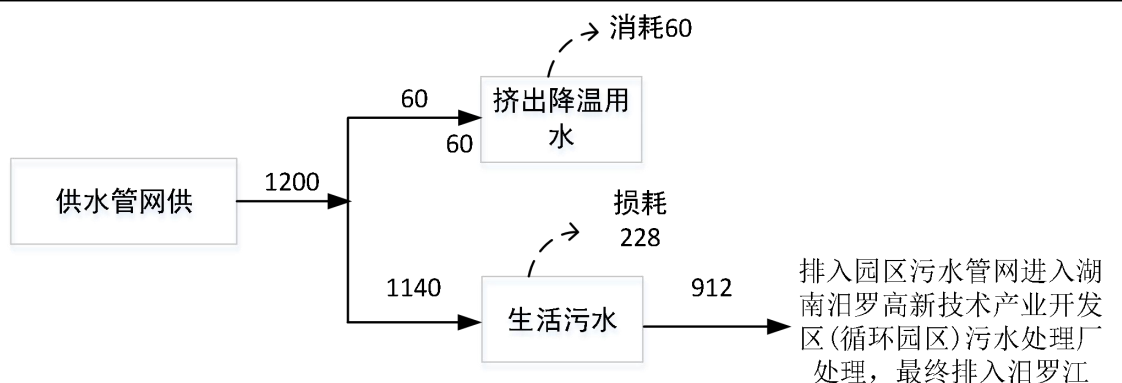 消耗60
60
挤出降温用
水
60
供水管网供
1200
损耗
228
1140
生活污水
912
排入园区污水管网进入湖
南汨罗高新技术产业开发
区(循环园区)污水处理厂
处理，最终排入汨罗江